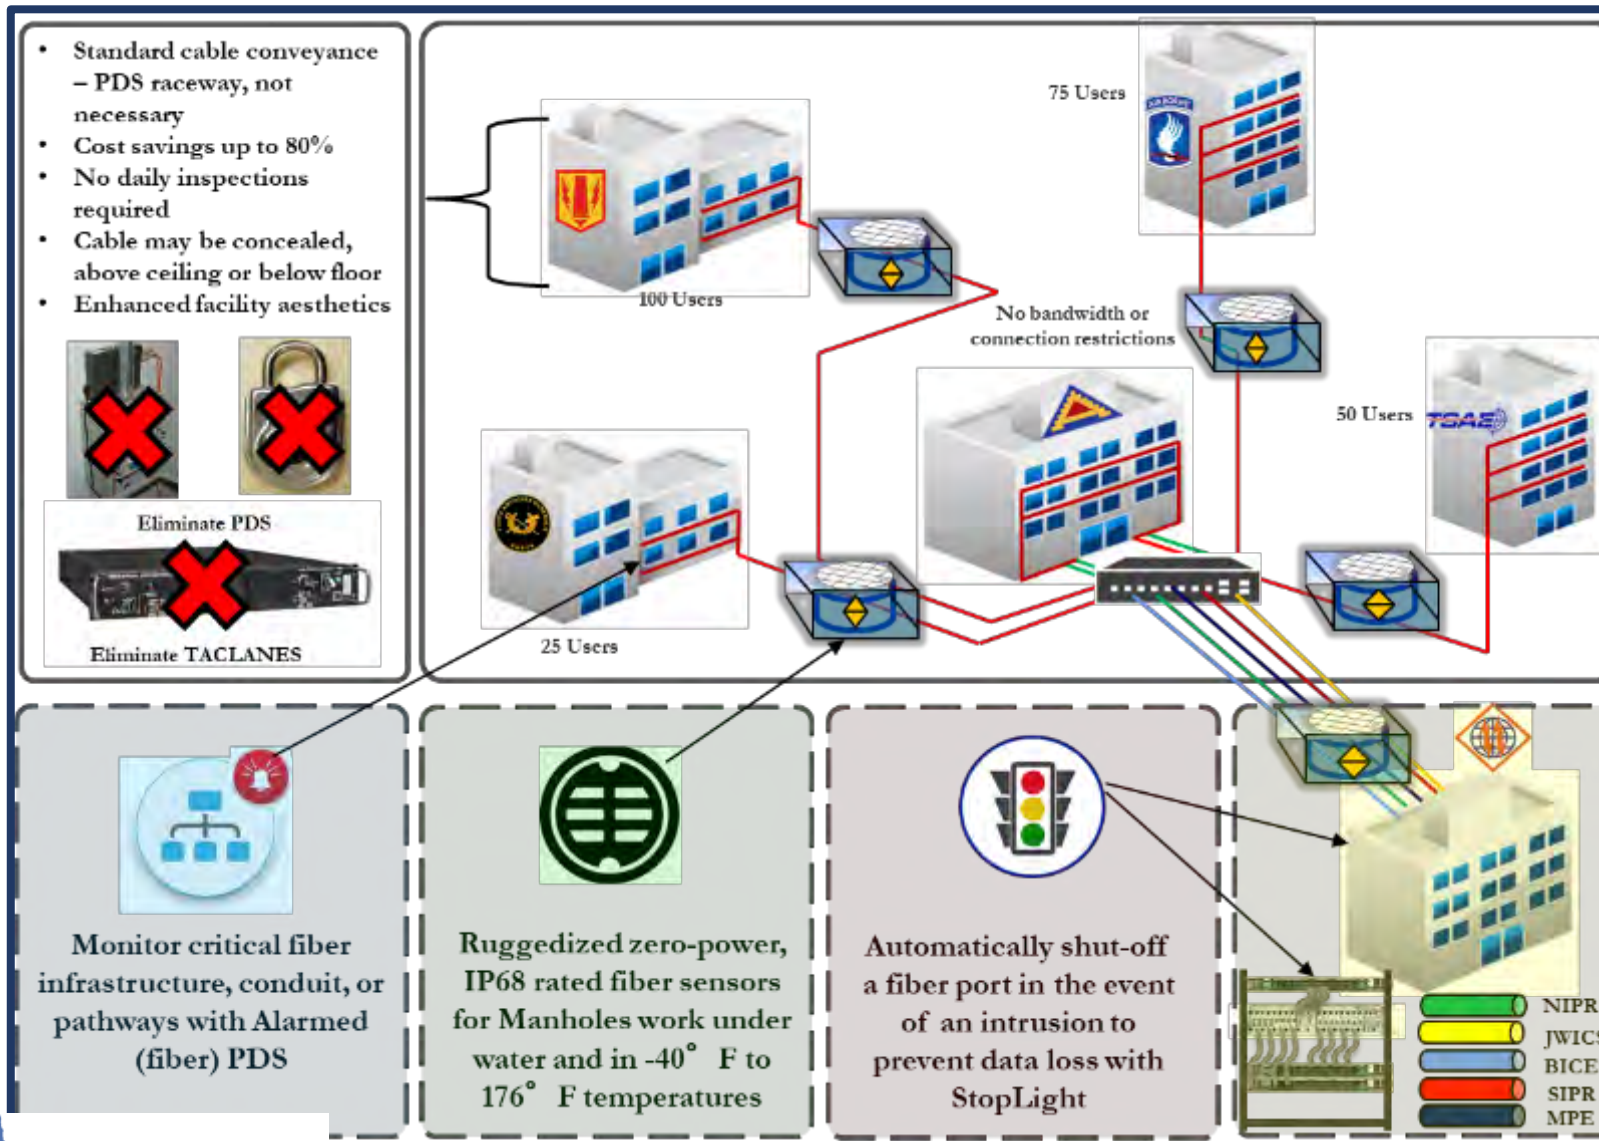 • Standard cable conveyance
– PDS raceway, not
necessary
• Cost savings up to 80%
• No daily inspections
required
• Cable may be concealed,
above ceiling or below floor
• Enhanced facility aesthetics
Eliminate PDS
Eliminate TACLANES
100 Users
75 Users
AIRBORNE
No bandwidth or
connection restrictions
50 Users
TSAE
25 Users
Monitor critical fiber
infrastructure, conduit, or
pathways with Alarmed
(fiber) PDS
Ruggedized zero-power,
IP68 rated fiber sensors
for Manholes work under
water and in -40° F to
176° F temperatures
Automatically shut-off
a fiber port in the event
of an intrusion to
prevent data loss with
StopLight
NIPR
JWICS
BICE
SIPR
MPE